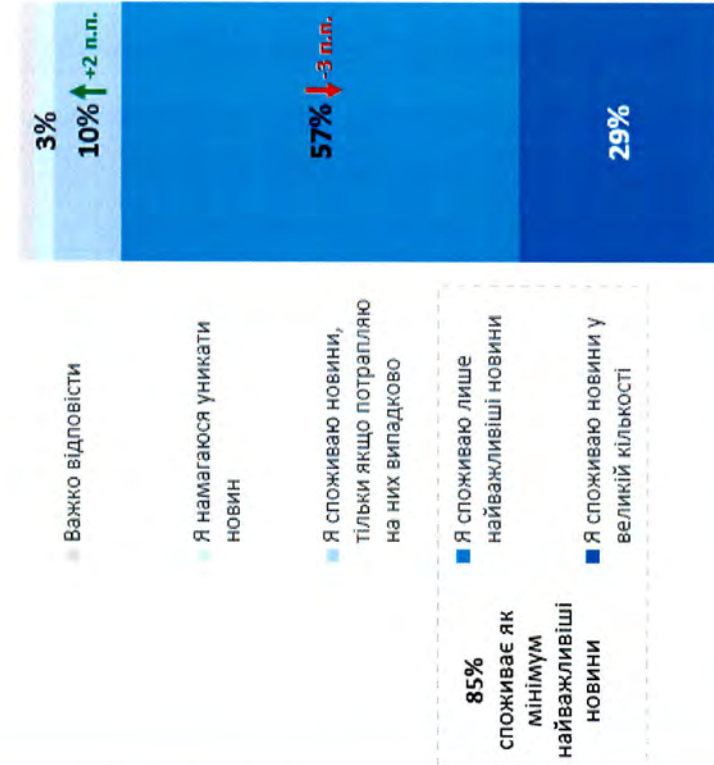 3%
10% +2 п.п.
57% -3 п.п.
29%
Важко відповісти
Я намагаюся уникати
новин
Я споживаю новини,
тільки якщо потрапляю
на них випадково
Я споживаю лише
найважливіші новини
Я споживаю новини у
великій кількості
85%
споживає як
мінімум
найважливіші
новини